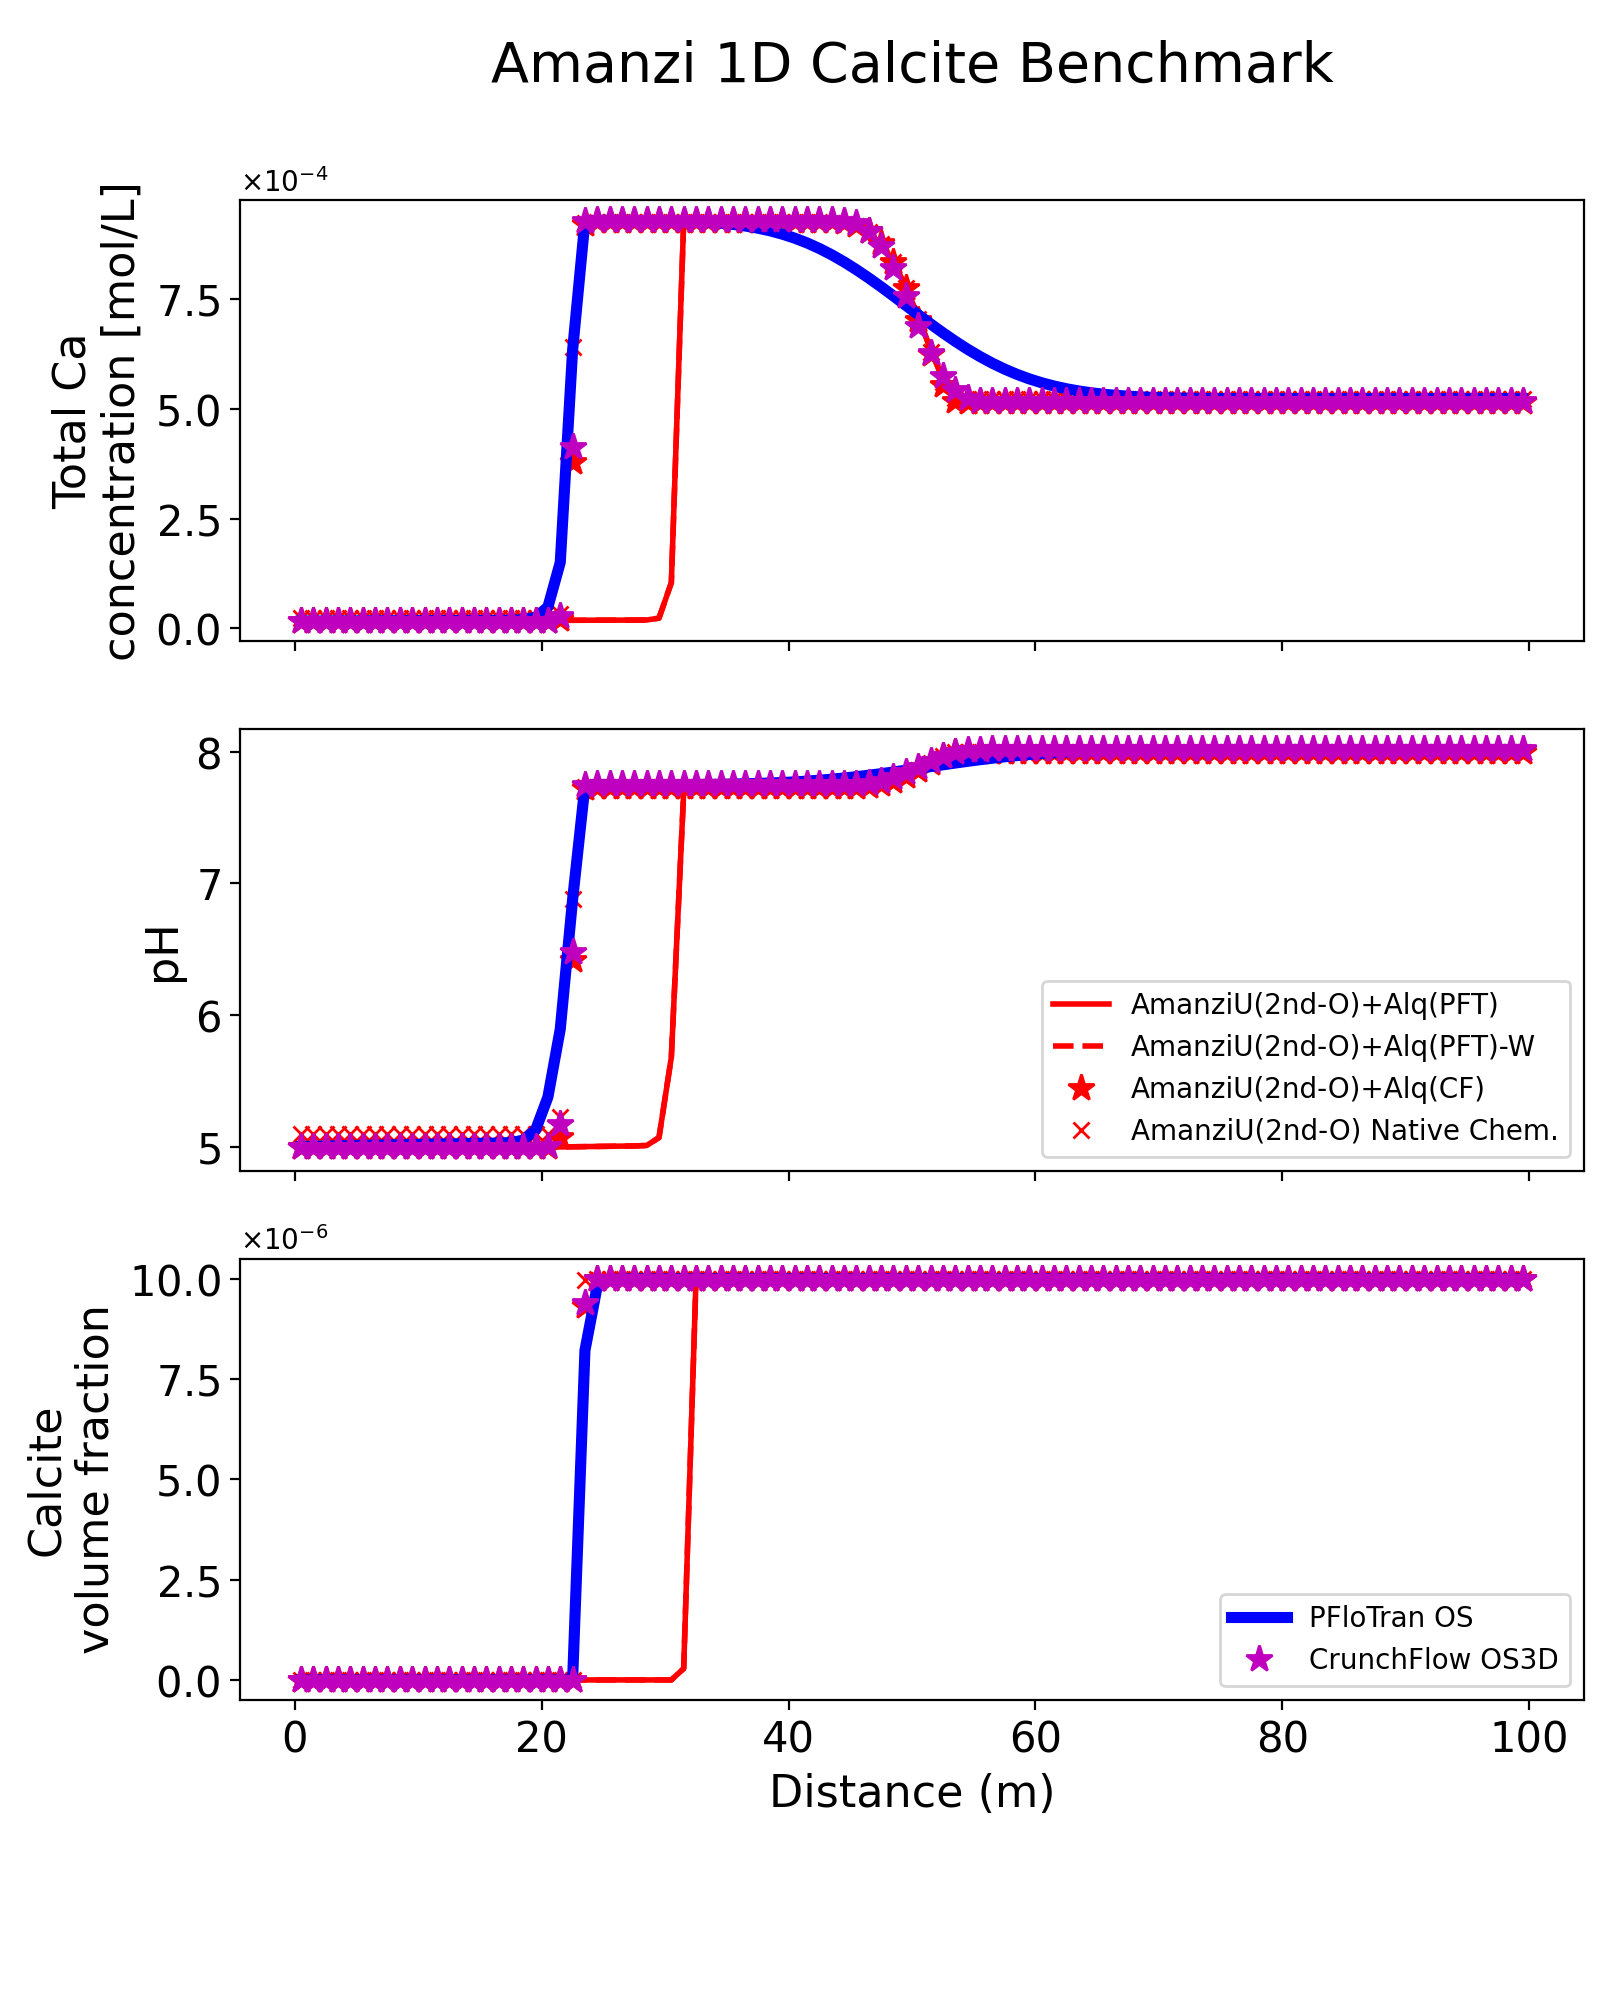 Amanzi 1D Calcite Benchmark
×10⁻⁴
Total Ca
concentration [mol/L]
7.5
5.0
2.5
0.0
pH
8
7
6
5
AmanziU(2nd-O)+Alq(PFT)
AmanziU(2nd-O)+Alq(PFT)-W
AmanziU(2nd-O)+Alq(CF)
AmanziU(2nd-O) Native Chem.
×10⁻⁶
Calcite
volume fraction
10.0
7.5
5.0
2.5
0.0
PFloTran OS
CrunchFlow OS3D
0 20 40 60 80 100
Distance (m)